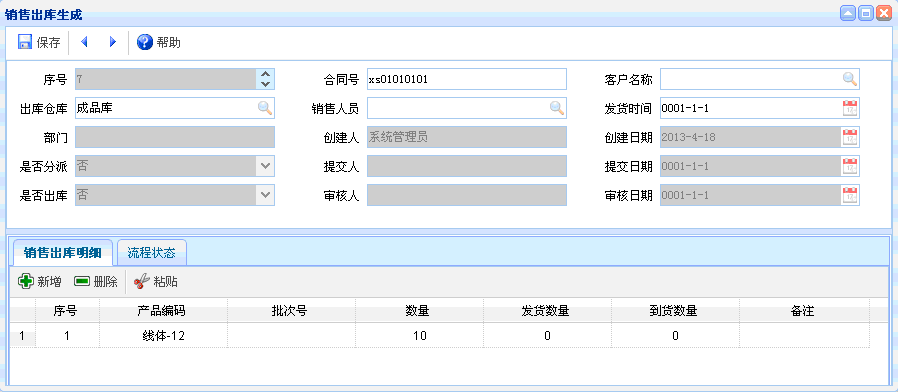 销售出库生成
保存 帮助
序号 7 合同号 xs01010101 客户名称
出库仓库 成品库 销售人员 发货时间 0001-1-1
部门 创建人 系统管理员 创建日期 2013-4-18
是否分派 否 提交人 提交日期 0001-1-1
是否出库 否 审核人 审核日期 0001-1-1
销售出库明细 流程状态
新增 删除 粘贴
序号 产品编码 批次号 数量 发货数量 到货数量 备注
1 1 线体-12 10 0 0